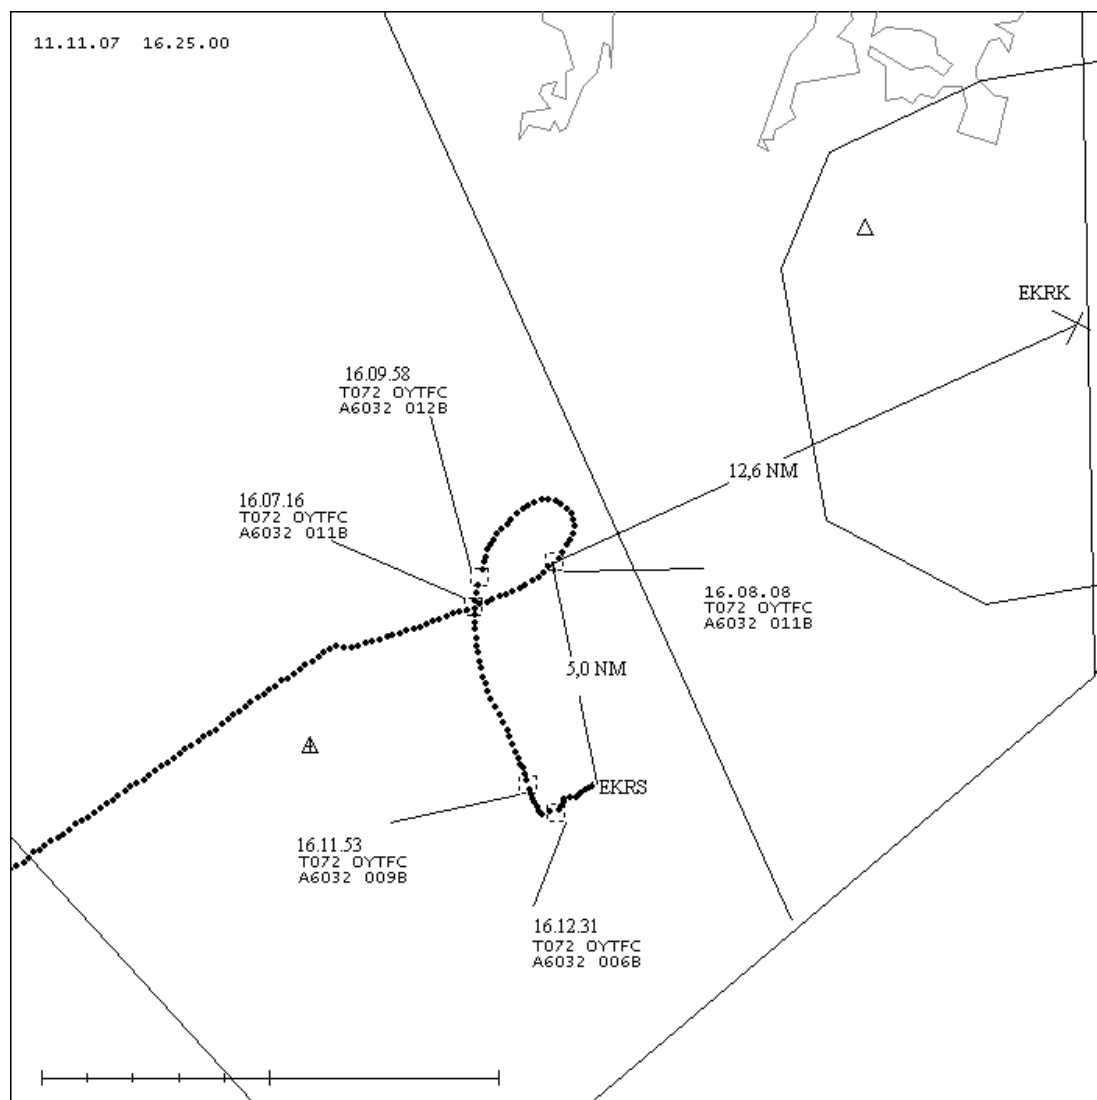 11.11.07 16.25.00
EKRK
16.09.58
T072 OYTFC
A6032 012B
12,6 NM
16.07.16
T072 OYTFC
A6032 011B
16.08.08
T072 OYTFC
A6032 011B
5,0 NM
EKRS
16.11.53
T072 OYTFC
A6032 009B
16.12.31
T072 OYTFC
A6032 006B